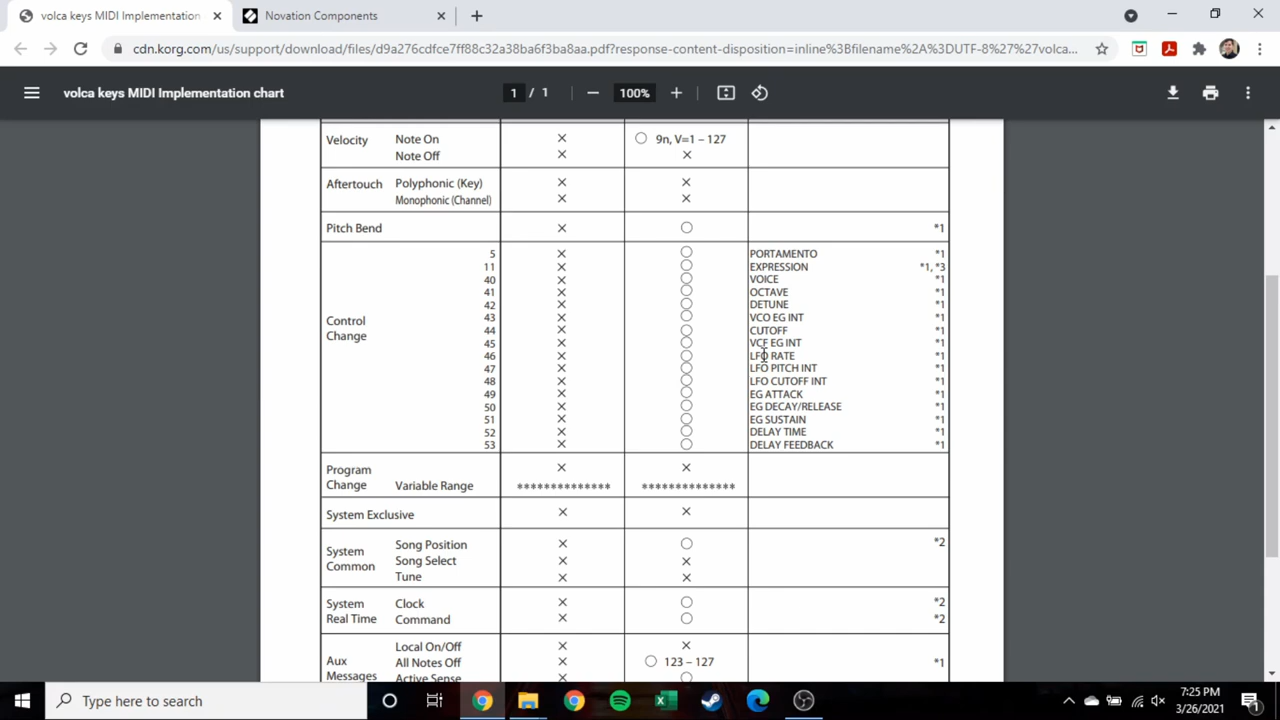 volca keys MIDI Implementation
Novation Components
cdn.korg.com/us/support/download/files/d9a276cdfce7ff88c32a38ba6f3ba8aa.pdf?response-content-disposition=inline%3Bfilename%2A%3DUTF-8%27%27volca...
volca keys MIDI Implementation chart
1 / 1
100%
Velocity Note On × ○ 9n, V=1 – 127
Note Off × ×
Aftertouch Polyphonic (Key) × ×
Monophonic (Channel) × ×
Pitch Bend × ○ *1
Control Change
5 × ○ PORTAMENTO *1
11 × ○ EXPRESSION *1, *3
40 × ○ VOICE *1
41 × ○ OCTAVE *1
42 × ○ DETUNE *1
43 × ○ VCO EG INT *1
44 × ○ CUTOFF *1
45 × ○ VCF EG INT *1
46 × ○ LFO RATE *1
47 × ○ LFO PITCH INT *1
48 × ○ LFO CUTOFF INT *1
49 × ○ EG ATTACK *1
50 × ○ EG DECAY/RELEASE *1
51 × ○ EG SUSTAIN *1
52 × ○ DELAY TIME *1
53 × ○ DELAY FEEDBACK *1
Program × ×
Change Variable Range ************** **************
System Exclusive × ×
System Common
Song Position × ○ *2
Song Select × ×
Tune × ×
System Clock × ○ *2
Real Time Command × ○ *2
Aux Messages
Local On/Off × ×
All Notes Off × ○ 123 – 127 *1
Active Sense × ○
Type here to search
7:25 PM
3/26/2021
1